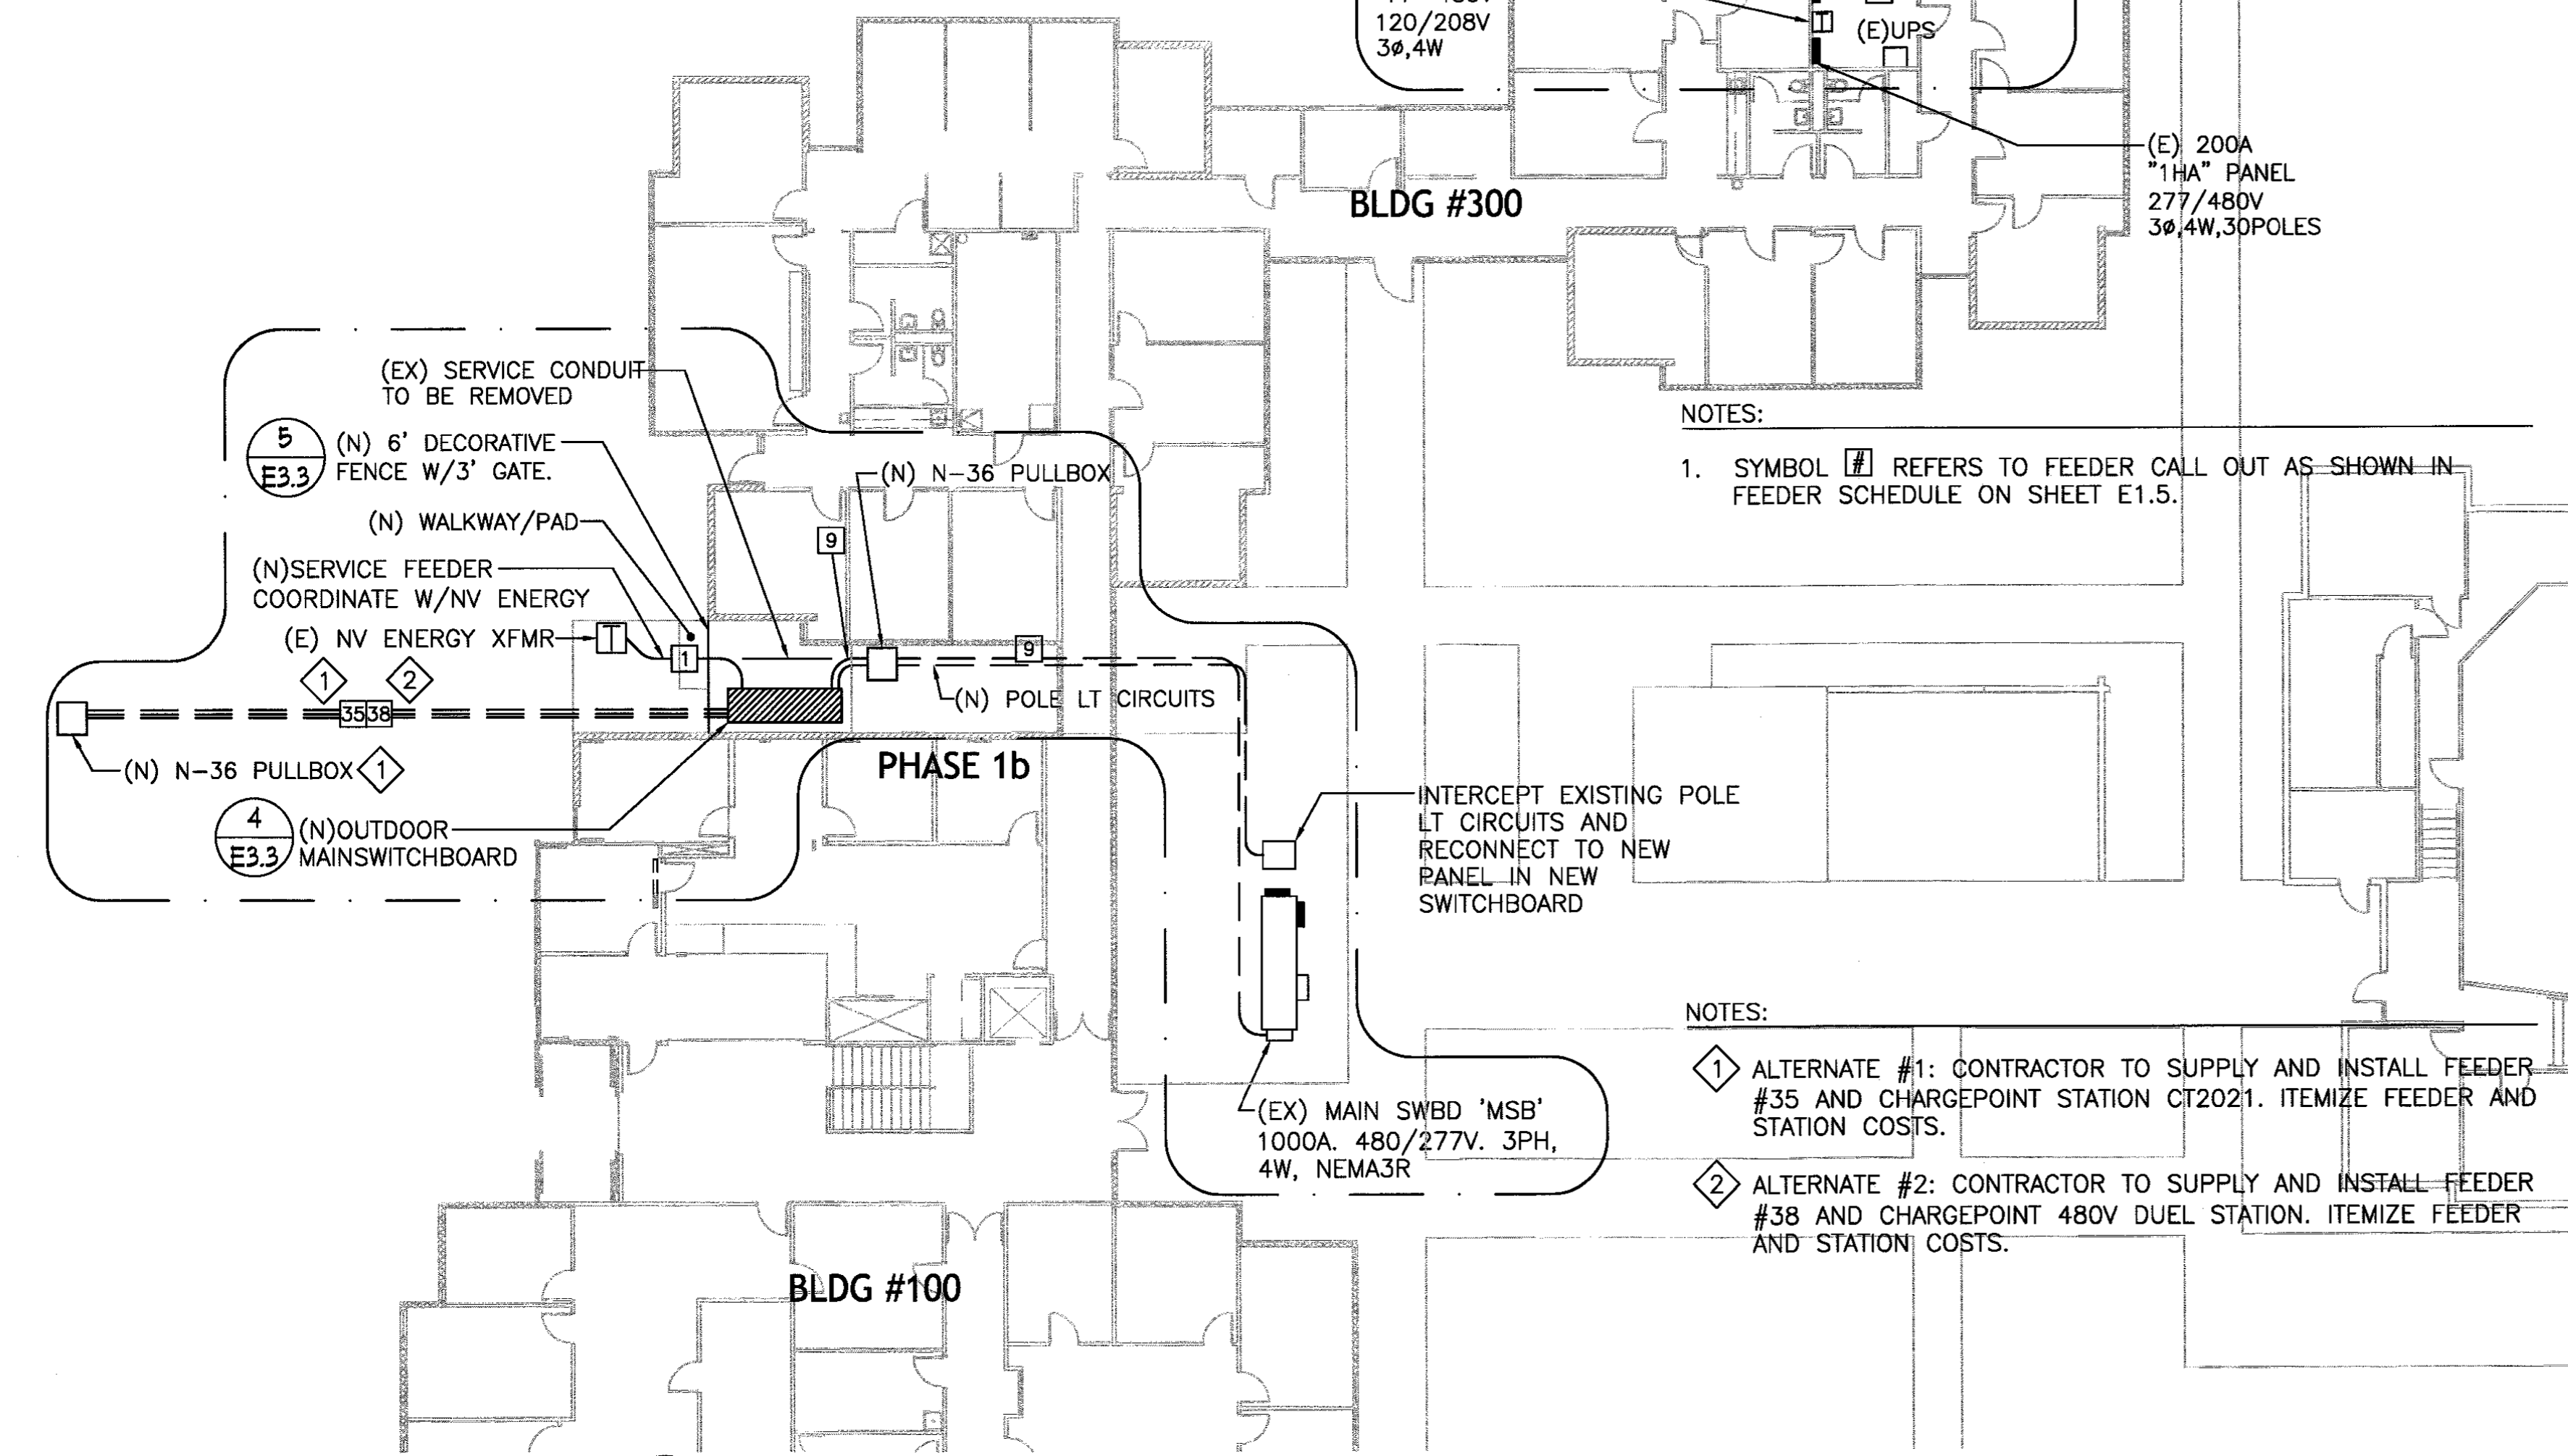 120/208V
3ø,4W
(E)UPS
(E) 200A
"1HA" PANEL
277/480V
3ø,4W,30POLES
BLDG #300
(EX) SERVICE CONDUIT
TO BE REMOVED
5
E3.3
(N) 6' DECORATIVE
FENCE W/3' GATE.
(N) N-36 PULLBOX
NOTES:
1. SYMBOL # REFERS TO FEEDER CALL OUT AS SHOWN IN
FEEDER SCHEDULE ON SHEET E1.5.
(N) WALKWAY/PAD
9
(N)SERVICE FEEDER
COORDINATE W/NV ENERGY
(E) NV ENERGY XFMR
1
9
1
2
(N) POLE LT CIRCUITS
35
38
(N) N-36 PULLBOX
1
PHASE 1b
4
E3.3
(N)OUTDOOR
MAINSWITCHBOARD
INTERCEPT EXISTING POLE
LT CIRCUITS AND
RECONNECT TO NEW
PANEL IN NEW
SWITCHBOARD
(EX) MAIN SWBD 'MSB'
1000A. 480/277V. 3PH,
4W, NEMA3R
NOTES:
1 ALTERNATE #1: CONTRACTOR TO SUPPLY AND INSTALL FEEDER
#35 AND CHARGEPOINT STATION CT2021. ITEMIZE FEEDER AND
STATION COSTS.
2 ALTERNATE #2: CONTRACTOR TO SUPPLY AND INSTALL FEEDER
#38 AND CHARGEPOINT 480V DUEL STATION. ITEMIZE FEEDER
AND STATION COSTS.
BLDG #100